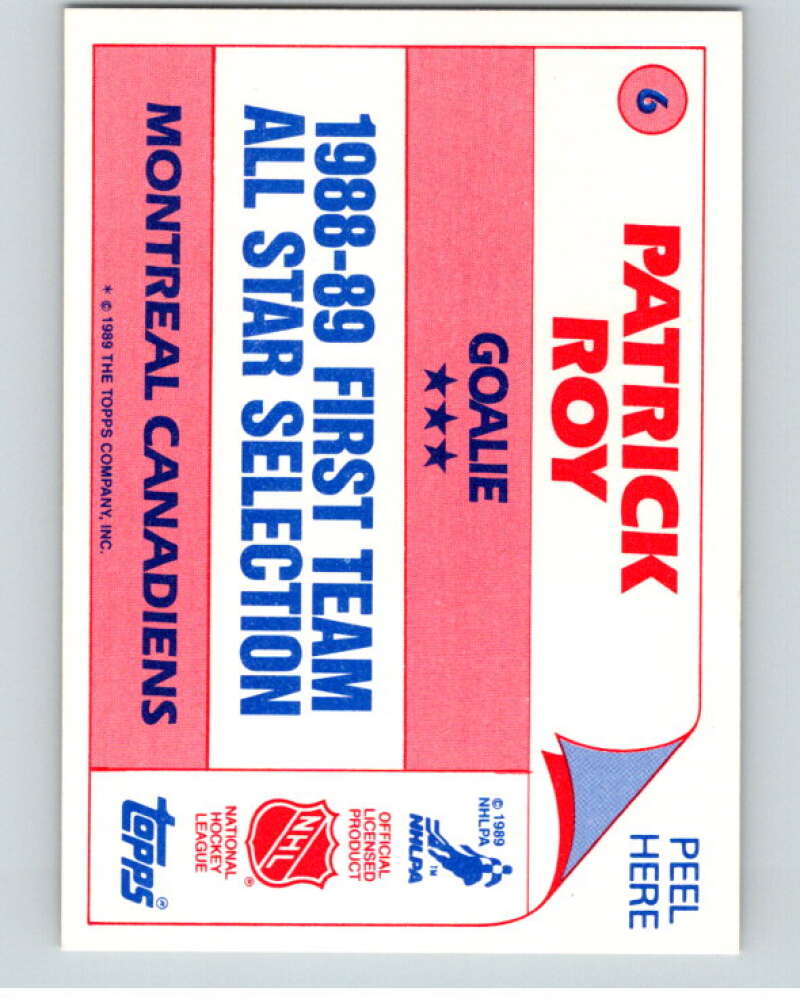 6
PATRICK
ROY
GOALIE
★★★
1988-89 FIRST TEAM
ALL STAR SELECTION
MONTREAL CANADIENS
* © 1989 THE TOPPS COMPANY, INC.
PEEL
HERE
© 1989
NHLPA
NHLPA™
OFFICIAL
LICENSED
PRODUCT
NHL
®
NATIONAL
HOCKEY
LEAGUE
topps®